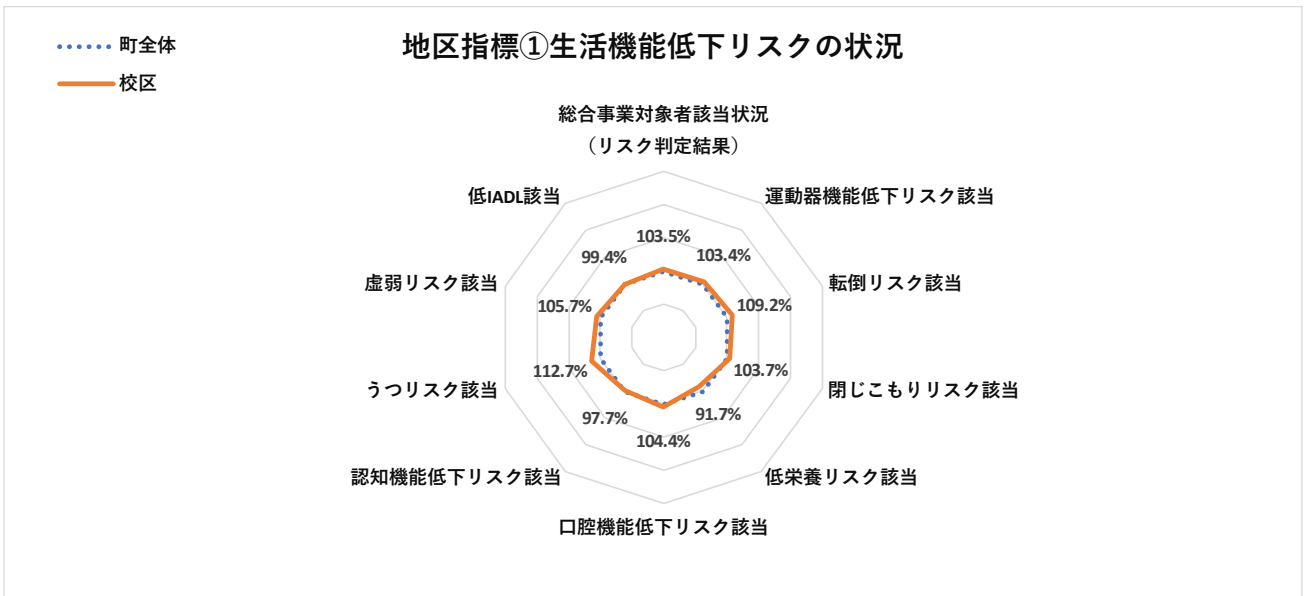 地区指標①生活機能低下リスクの状況
町全体
校区
総合事業対象者該当状況
（リスク判定結果）
低IADL該当
運動器機能低下リスク該当
103.5%
99.4%
103.4%
虚弱リスク該当
転倒リスク該当
105.7%
109.2%
112.7%
103.7%
うつリスク該当
閉じこもりリスク該当
97.7%
91.7%
104.4%
認知機能低下リスク該当
低栄養リスク該当
口腔機能低下リスク該当